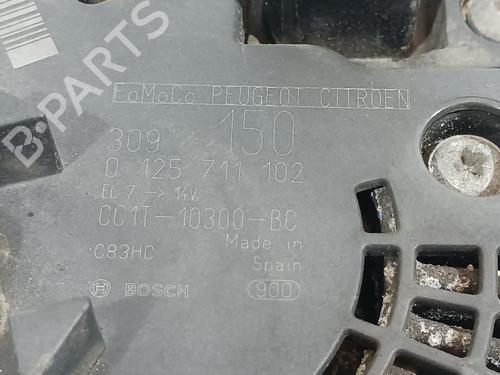 FoMoCo PEUGEOT CITROEN
309 150
0 125 711 102
EL 7 -> 14V
CC1T-10300-BC
C83HC
Made in
Spain
BOSCH
900
B-PARTS